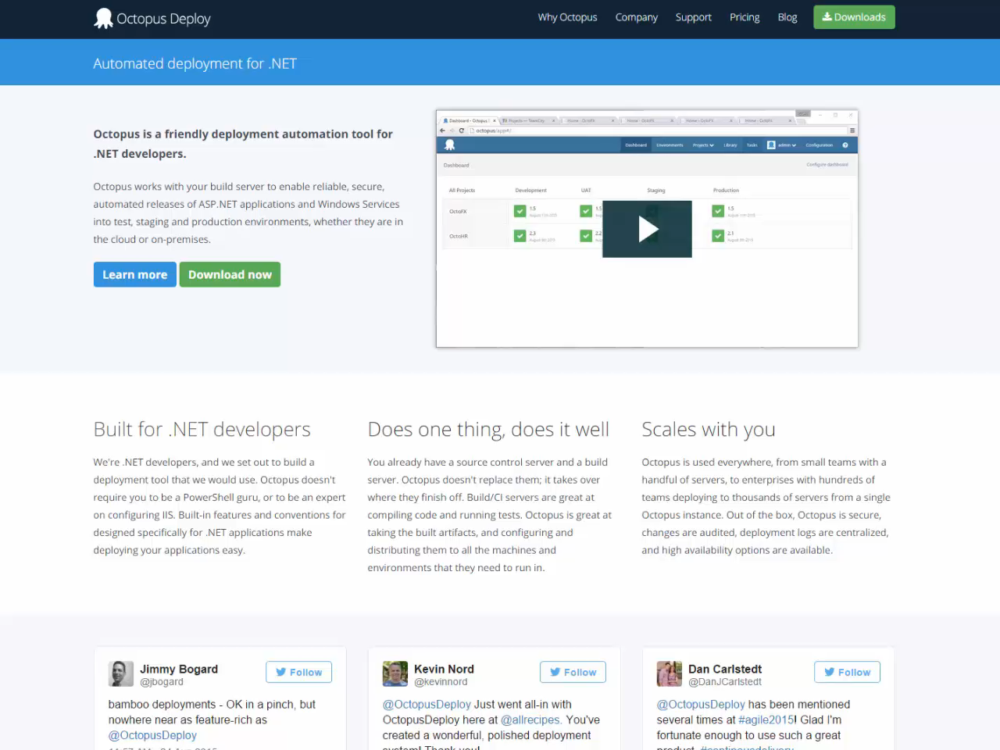 Octopus Deploy
Why Octopus Company Support Pricing Blog Downloads
Automated deployment for .NET
Octopus is a friendly deployment automation tool for
.NET developers.
Octopus works with your build server to enable reliable, secure,
automated releases of ASP.NET applications and Windows Services
into test, staging and production environments, whether they are in
the cloud or on-premises.
Learn more Download now
octopus/app#/
Dashboard Environments Projects Library Tasks admin Configuration
Dashboard Configure dashboard
All Projects Development UAT Staging Production
OctoFX 1.5 1.5 1.5
OctoHR 2.3 2.2 2.1
Built for .NET developers
We're .NET developers, and we set out to build a
deployment tool that we would use. Octopus doesn't
require you to be a PowerShell guru, or to be an expert
on configuring IIS. Built-in features and conventions for
designed specifically for .NET applications make
deploying your applications easy.
Does one thing, does it well
You already have a source control server and a build
server. Octopus doesn't replace them; it takes over
where they finish off. Build/CI servers are great at
compiling code and running tests. Octopus is great at
taking the built artifacts, and configuring and
distributing them to all the machines and
environments that they need to run in.
Scales with you
Octopus is used everywhere, from small teams with a
handful of servers, to enterprises with hundreds of
teams deploying to thousands of servers from a single
Octopus instance. Out of the box, Octopus is secure,
changes are audited, deployment logs are centralized,
and high availability options are available.
Jimmy Bogard
@jbogard
Follow
bamboo deployments - OK in a pinch, but
nowhere near as feature-rich as
@OctopusDeploy
Kevin Nord
@kevinnord
Follow
@OctopusDeploy Just went all-in with
OctopusDeploy here at @allrecipes. You've
created a wonderful, polished deployment
system! Thank you!
Dan Carlstedt
@DanJCarlstedt
Follow
@OctopusDeploy has been mentioned
several times at #agile2015! Glad I'm
fortunate enough to use such a great
product. #continousdelivery